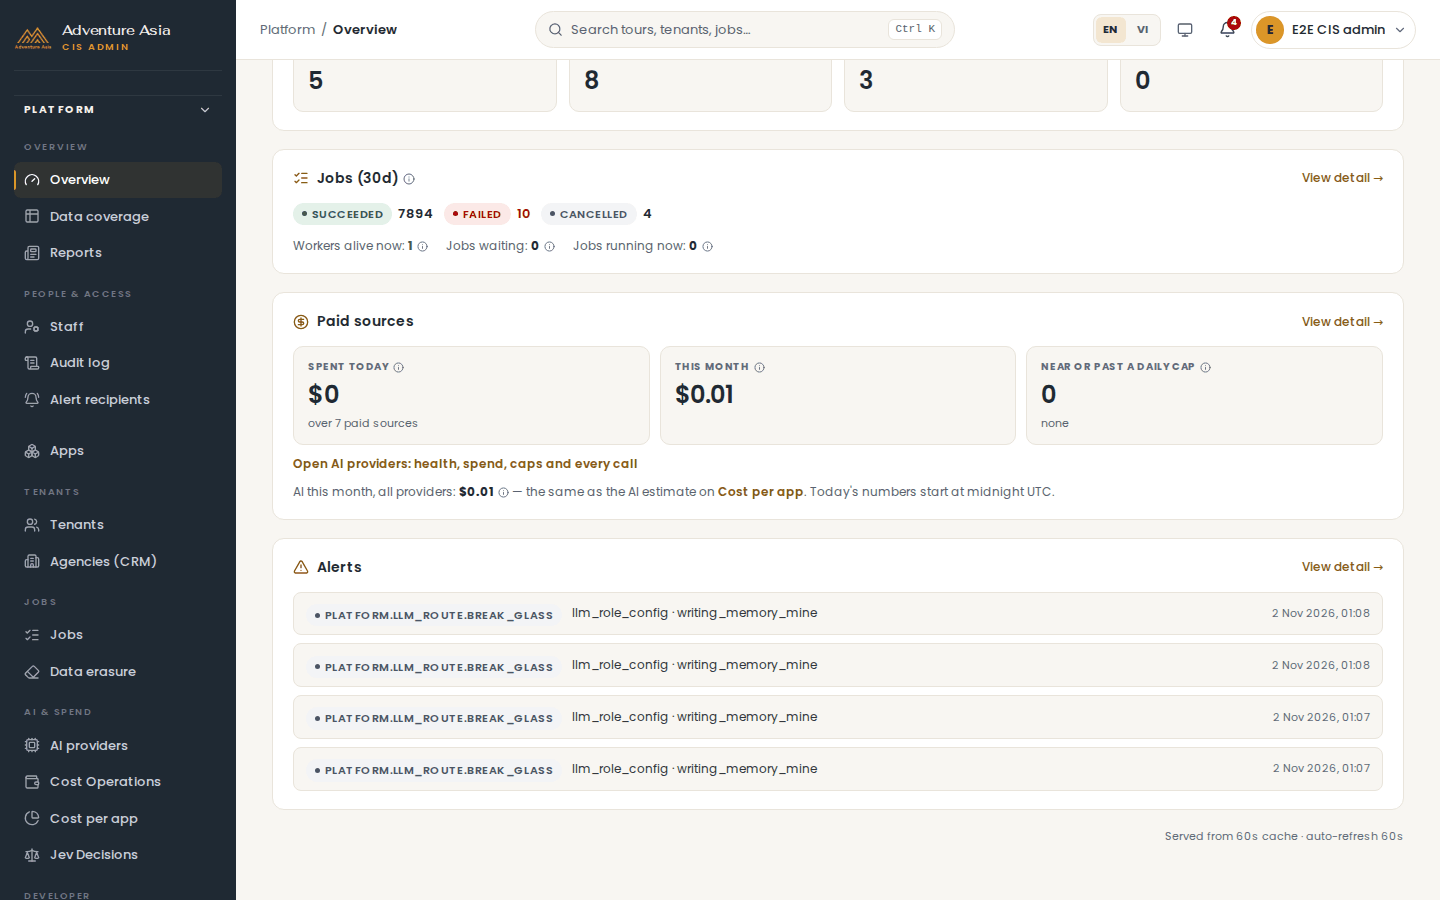 Adventure Asia
CIS ADMIN
Adventure Asia
PLATFORM
OVERVIEW
Overview
Data coverage
Reports
PEOPLE & ACCESS
Staff
Audit log
Alert recipients
Apps
TENANTS
Tenants
Agencies (CRM)
JOBS
Jobs
Data erasure
AI & SPEND
AI providers
Cost Operations
Cost per app
Jev Decisions
DEVELOPER
Platform / Overview
Search tours, tenants, jobs...
Ctrl K
EN VI
4
E
E2E CIS admin
5 8 3 0
Jobs (30d)
View detail →
SUCCEEDED 7894 FAILED 10 CANCELLED 4
Workers alive now: 1 Jobs waiting: 0 Jobs running now: 0
Paid sources
View detail →
SPENT TODAY
$0
over 7 paid sources
THIS MONTH
$0.01
NEAR OR PAST A DAILY CAP
0
none
Open AI providers: health, spend, caps and every call
AI this month, all providers: $0.01 — the same as the AI estimate on Cost per app. Today's numbers start at midnight UTC.
Alerts
View detail →
PLATFORM.LLM_ROUTE.BREAK_GLASS llm_role_config · writing_memory_mine 2 Nov 2026, 01:08
PLATFORM.LLM_ROUTE.BREAK_GLASS llm_role_config · writing_memory_mine 2 Nov 2026, 01:08
PLATFORM.LLM_ROUTE.BREAK_GLASS llm_role_config · writing_memory_mine 2 Nov 2026, 01:07
PLATFORM.LLM_ROUTE.BREAK_GLASS llm_role_config · writing_memory_mine 2 Nov 2026, 01:07
Served from 60s cache · auto-refresh 60s